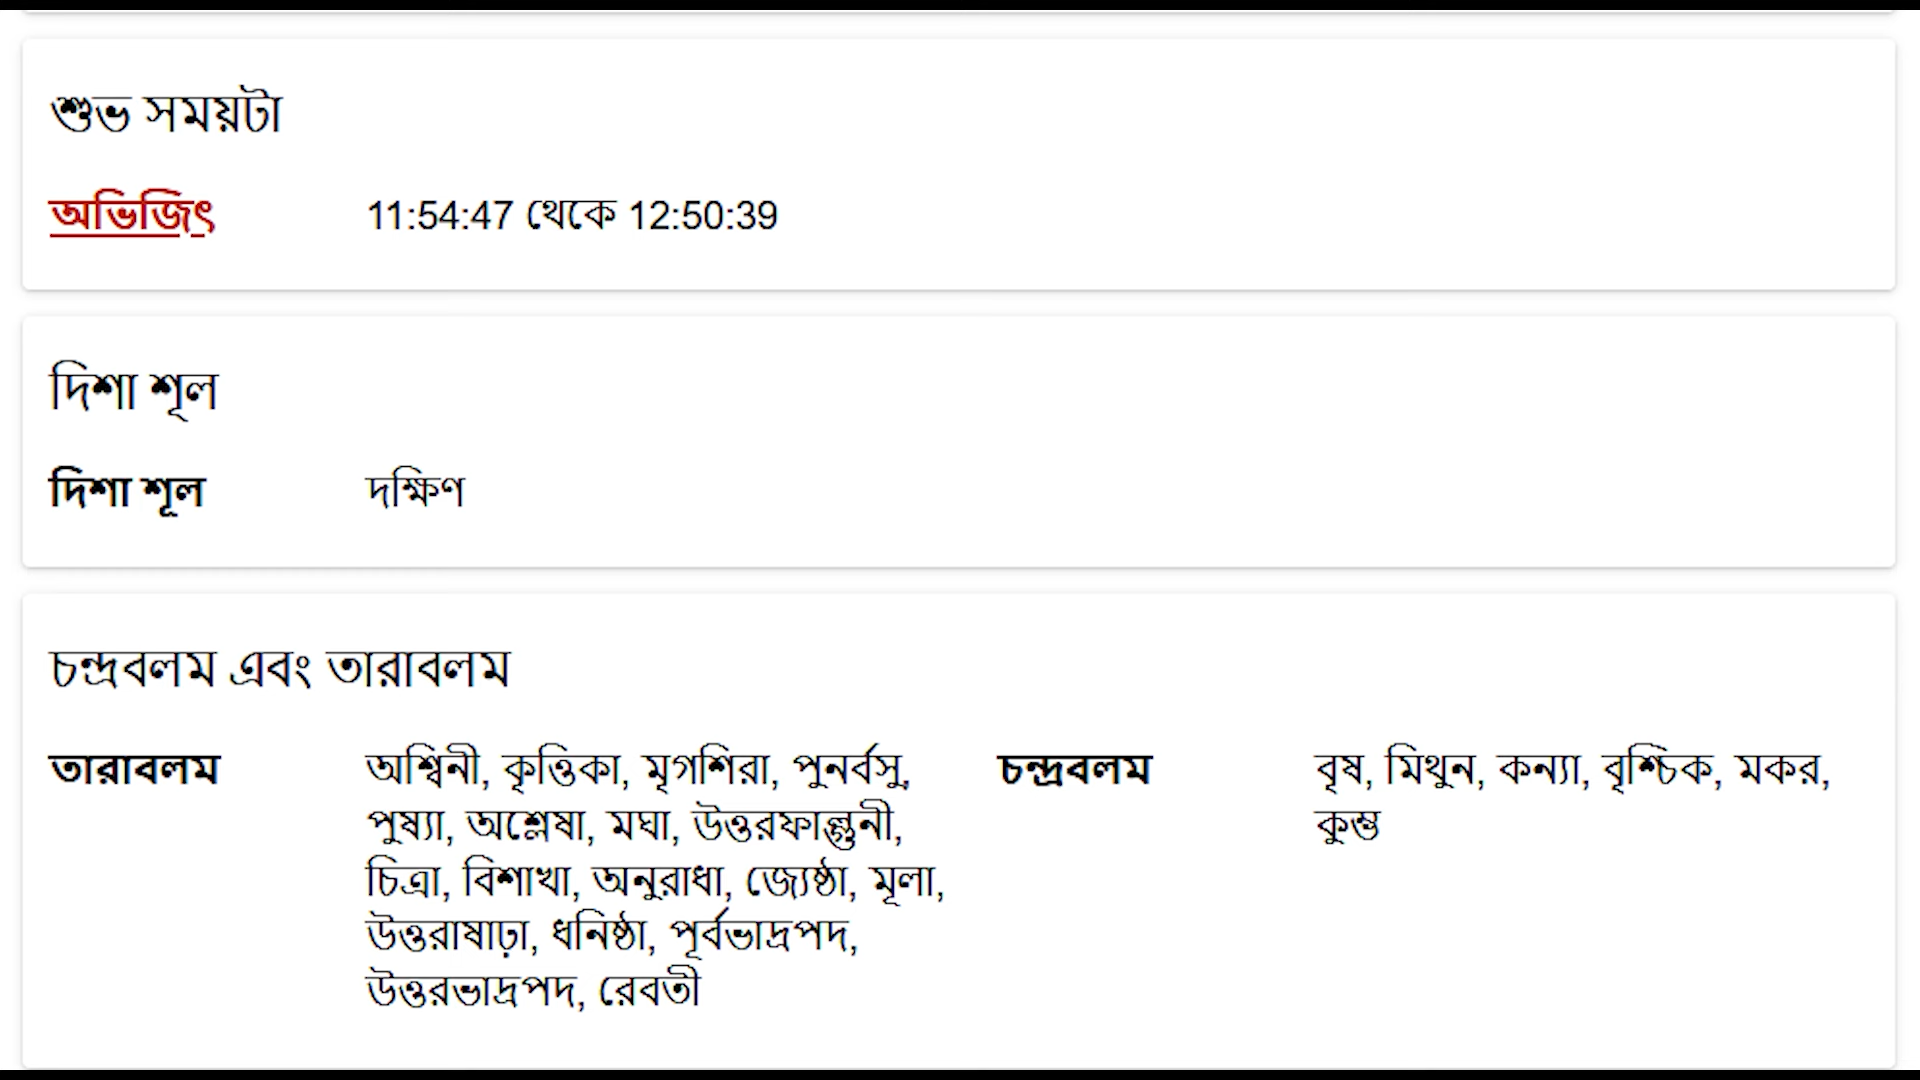 শুভ সময়টা
অভিজিৎ 11:54:47 থেকে 12:50:39
দিশা শূল
দিশা শূল দক্ষিণ
চন্দ্রবলম এবং তারাবলম
তারাবলম অশ্বিনী, কৃত্তিকা, মৃগশিরা, পুনর্বসু, চন্দ্রবলম বৃষ, মিথুন, কন্যা, বৃশ্চিক, মকর,
পুষ্যা, অশ্লেষা, মঘা, উত্তরফাল্গুনী, কুম্ভ
চিত্রা, বিশাখা, অনুরাধা, জ্যেষ্ঠা, মূলা,
উত্তরাষাঢ়া, ধনিষ্ঠা, পূর্বভাদ্রপদ,
উত্তরভাদ্রপদ, রেবতী